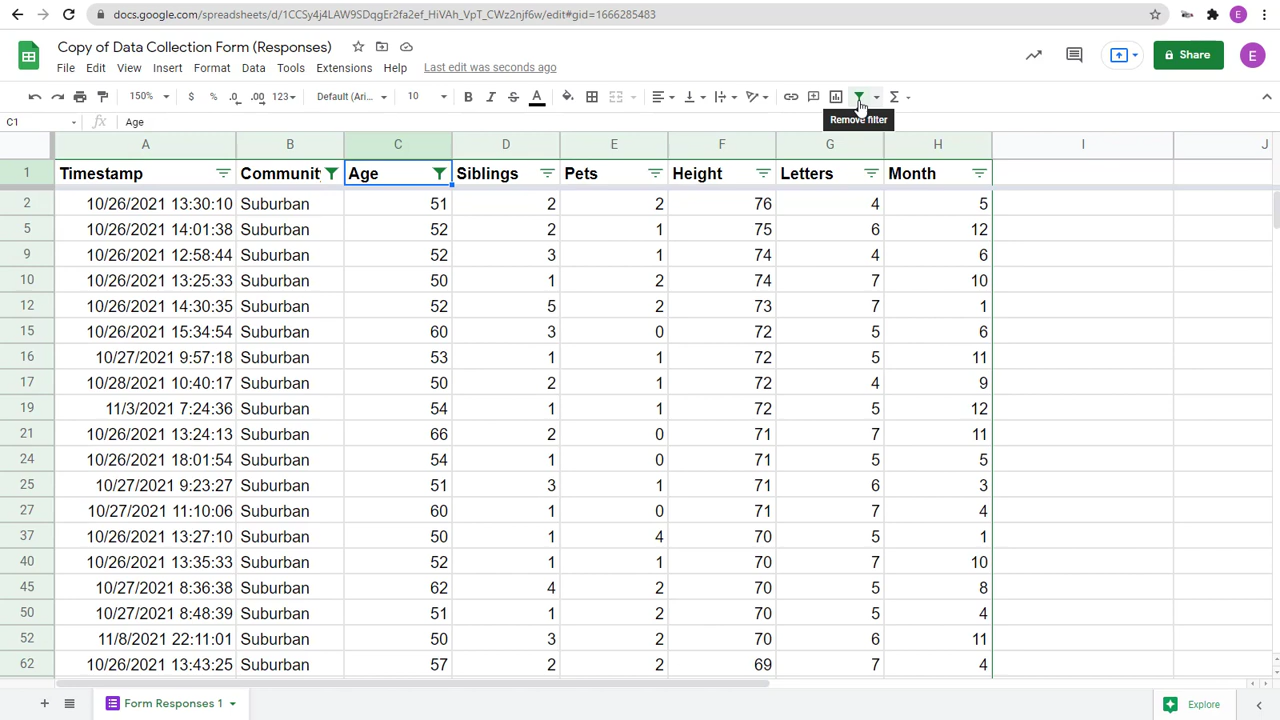 docs.google.com/spreadsheets/d/1CCSy4j4LAW9SDqgEr2fa2ef_HiVAh_VpT_CWz2njf6w/edit#gid=1666285483 E
Copy of Data Collection Form (Responses)
File Edit View Insert Format Data Tools Extensions Help Last edit was seconds ago
Share E
150% $ % .0 .00 123 Default (Ari... 10 B I S A Σ
Remove filter
C1 fx Age
A B C D E F G H I J
1 Timestamp Communit Age Siblings Pets Height Letters Month
2 10/26/2021 13:30:10 Suburban 51 2 2 76 4 5
5 10/26/2021 14:01:38 Suburban 52 2 1 75 6 12
9 10/26/2021 12:58:44 Suburban 52 3 1 74 4 6
10 10/26/2021 13:25:33 Suburban 50 1 2 74 7 10
12 10/26/2021 14:30:35 Suburban 52 5 2 73 7 1
15 10/26/2021 15:34:54 Suburban 60 3 0 72 5 6
16 10/27/2021 9:57:18 Suburban 53 1 1 72 5 11
17 10/28/2021 10:40:17 Suburban 50 2 1 72 4 9
19 11/3/2021 7:24:36 Suburban 54 1 1 72 5 12
21 10/26/2021 13:24:13 Suburban 66 2 0 71 7 11
24 10/26/2021 18:01:54 Suburban 54 1 0 71 5 5
25 10/27/2021 9:23:27 Suburban 51 3 1 71 6 3
27 10/27/2021 11:10:06 Suburban 60 1 0 71 7 4
37 10/26/2021 13:27:10 Suburban 50 1 4 70 5 1
40 10/26/2021 13:35:33 Suburban 52 1 1 70 7 10
45 10/27/2021 8:36:38 Suburban 62 4 2 70 5 8
50 10/27/2021 8:48:39 Suburban 51 1 2 70 5 4
52 11/8/2021 22:11:01 Suburban 50 3 2 70 6 11
62 10/26/2021 13:43:25 Suburban 57 2 2 69 7 4
Form Responses 1 Explore